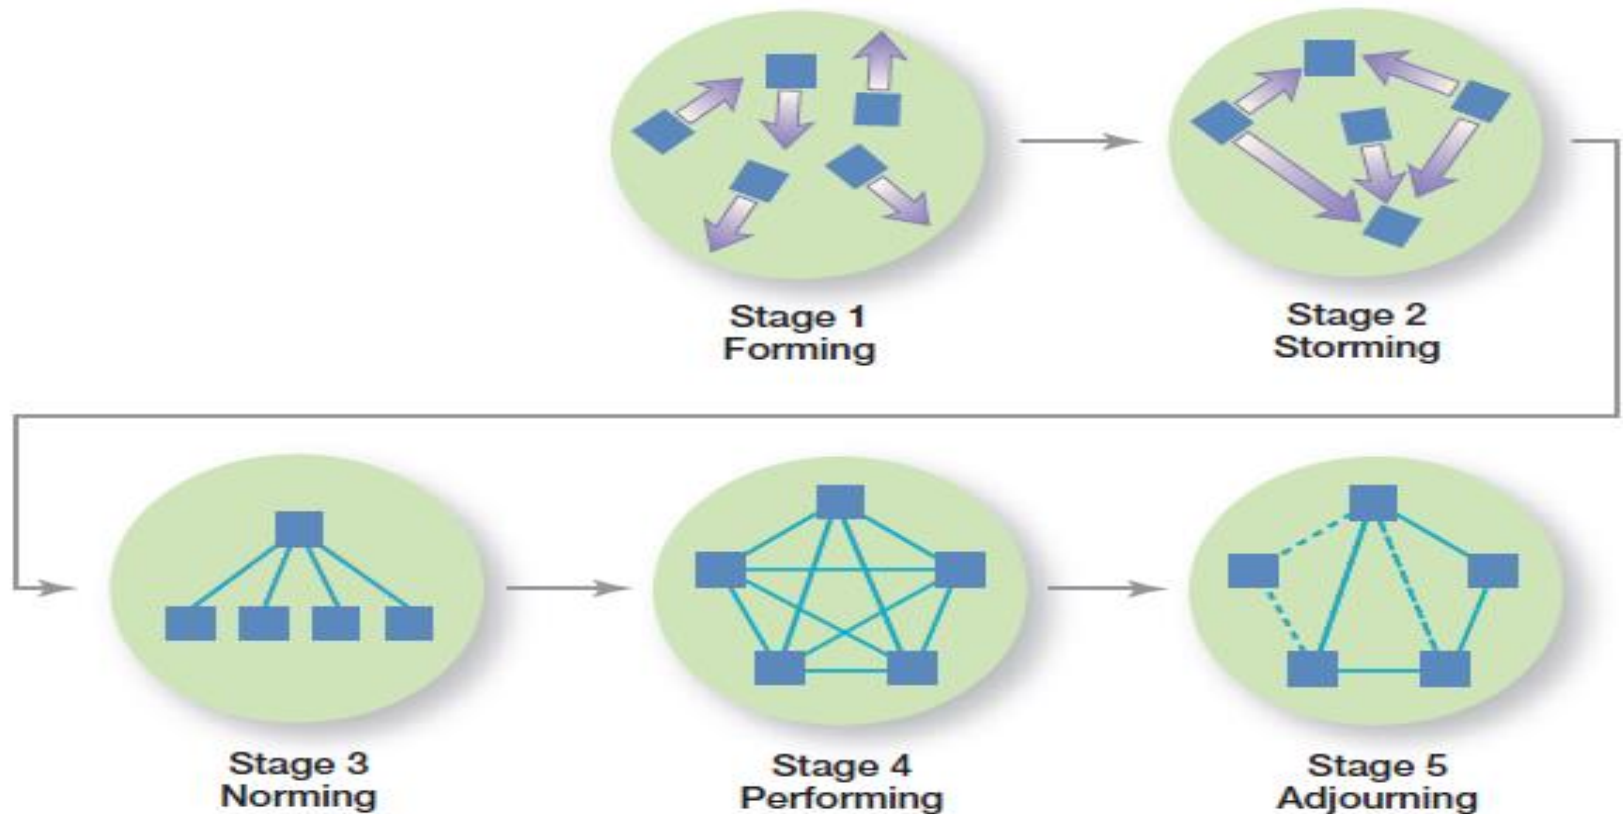 Stage 1
Forming
Stage 2
Storming
Stage 3
Norming
Stage 4
Performing
Stage 5
Adjourning